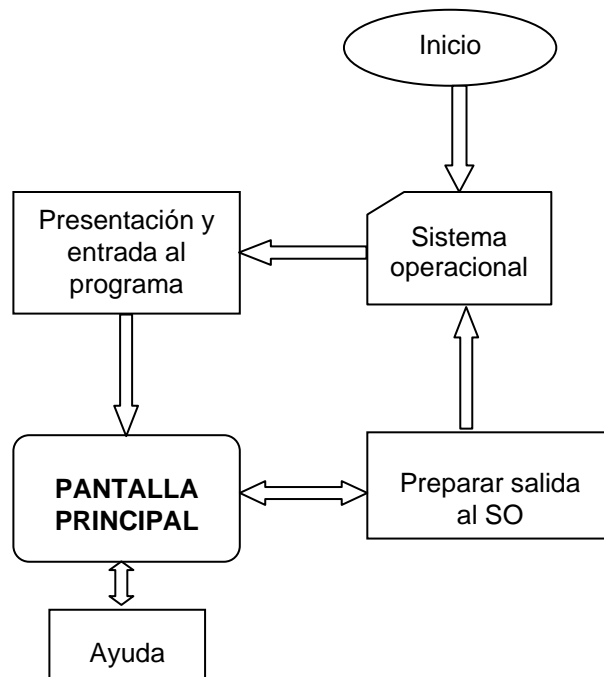 Inicio
Sistema
operacional
Presentación y
entrada al
programa
PANTALLA
PRINCIPAL
Preparar salida
al SO
Ayuda